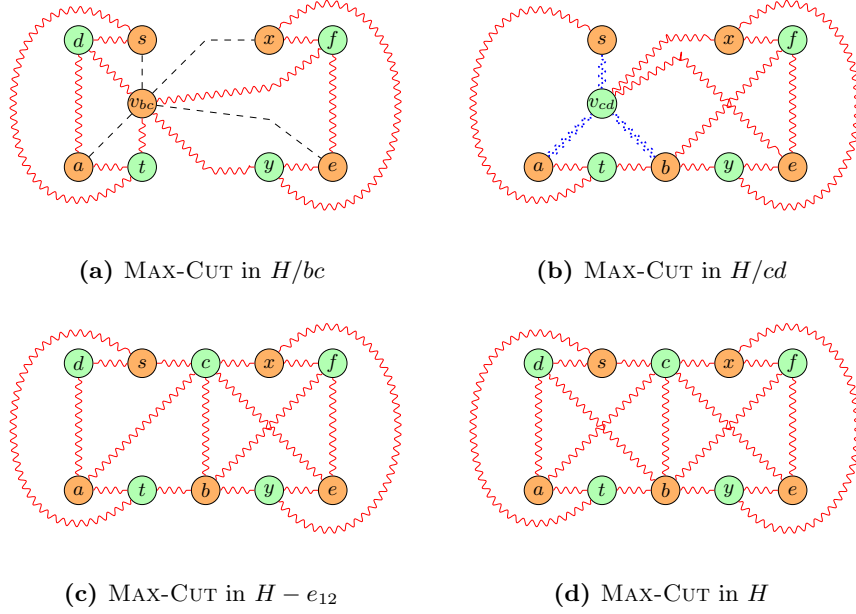 d s x f
v_bc
a t y e
(a) MAX-CUT in H/bc
s x f
v_cd
a t b y e
(b) MAX-CUT in H/cd
d s c x f
a t b y e
(c) MAX-CUT in H − e_12
d s c x f
a t b y e
(d) MAX-CUT in H